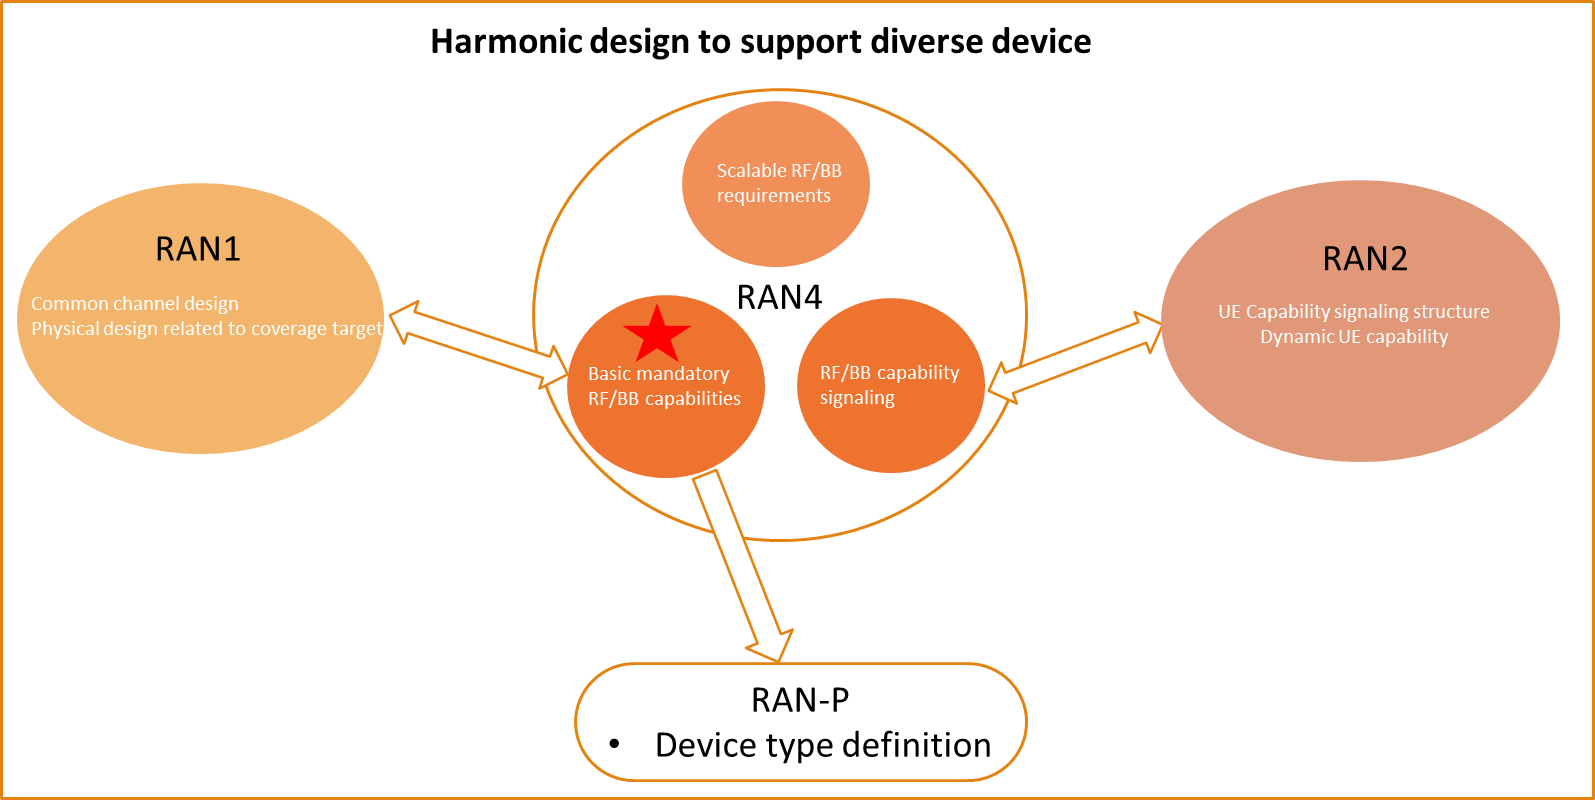 Harmonic design to support diverse device
Scalable RF/BB
requirements
RAN1
Common channel design
Physical design related to coverage target
RAN4
Basic mandatory
RF/BB capabilities
RF/BB capability
signaling
RAN2
UE Capability signaling structure
Dynamic UE capability
RAN-P
• Device type definition